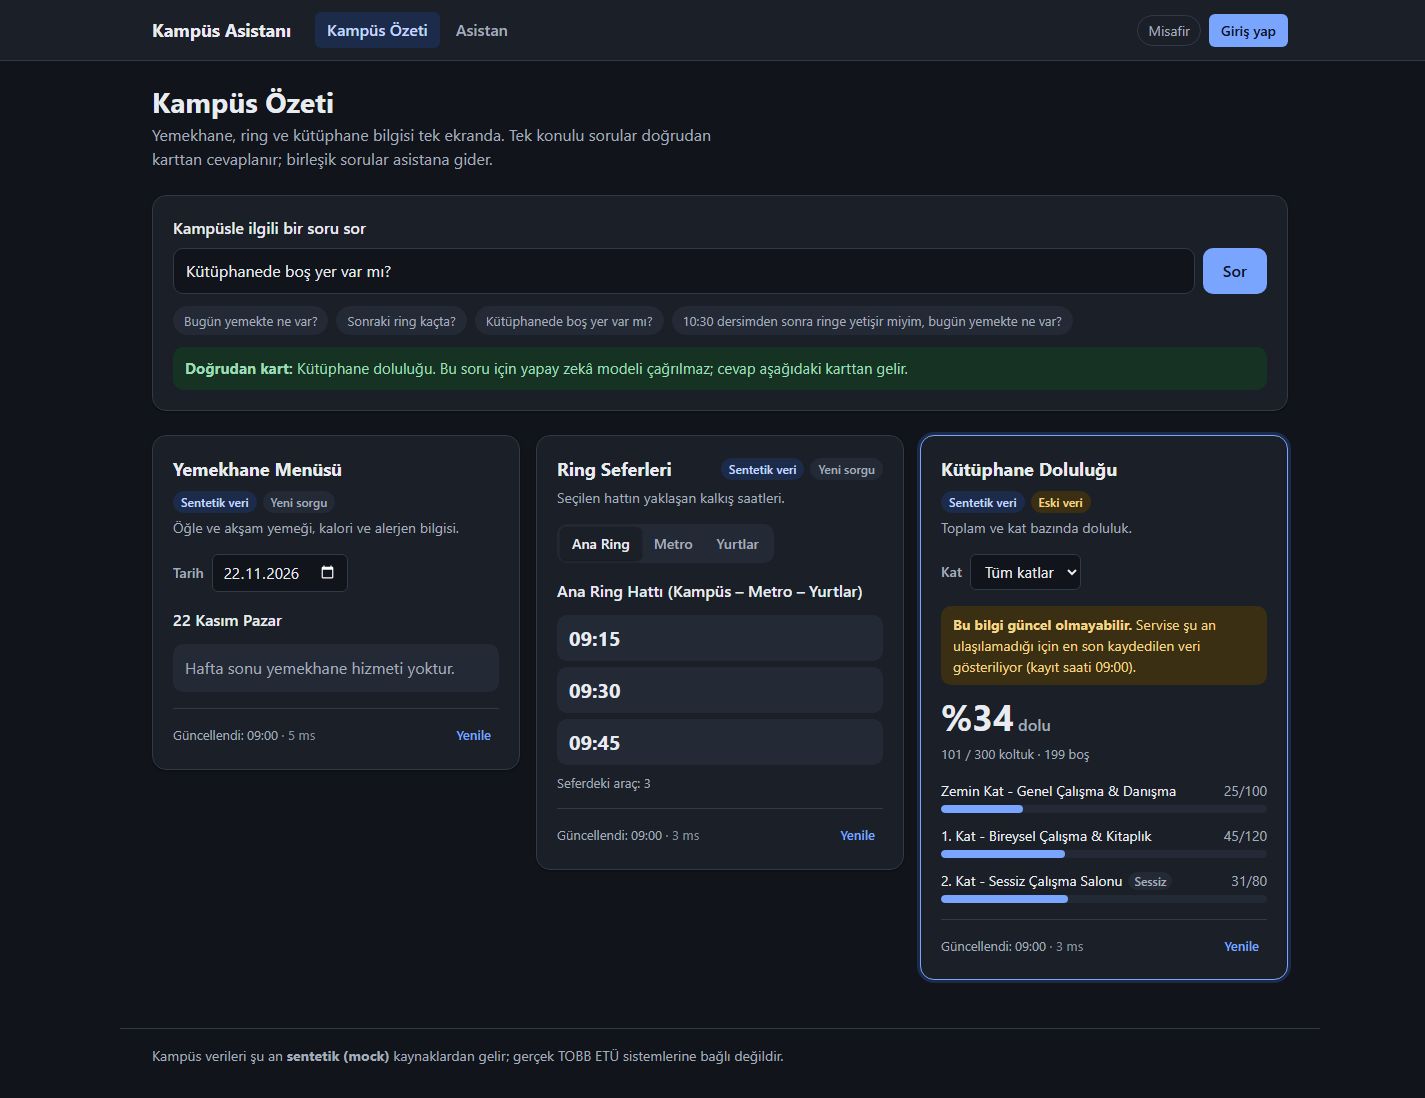 Kampüs Asistanı
Kampüs Özeti
Asistan
Misafir
Giriş yap
Kampüs Özeti
Yemekhane, ring ve kütüphane bilgisi tek ekranda. Tek konulu sorular doğrudan
karttan cevaplanır; birleşik sorular asistana gider.
Kampüsle ilgili bir soru sor
Kütüphanede boş yer var mı?
Sor
Bugün yemekte ne var?
Sonraki ring kaçta?
Kütüphanede boş yer var mı?
10:30 dersimden sonra ringe yetişir miyim, bugün yemekte ne var?
Doğrudan kart: Kütüphane doluluğu. Bu soru için yapay zekâ modeli çağrılmaz; cevap aşağıdaki karttan gelir.
Yemekhane Menüsü
Sentetik veri
Yeni sorgu
Öğle ve akşam yemeği, kalori ve alerjen bilgisi.
Tarih
22.11.2026
22 Kasım Pazar
Hafta sonu yemekhane hizmeti yoktur.
Güncellendi: 09:00 · 5 ms
Yenile
Ring Seferleri
Sentetik veri
Yeni sorgu
Seçilen hattın yaklaşan kalkış saatleri.
Ana Ring
Metro
Yurtlar
Ana Ring Hattı (Kampüs – Metro – Yurtlar)
09:15
09:30
09:45
Seferdeki araç: 3
Güncellendi: 09:00 · 3 ms
Yenile
Kütüphane Doluluğu
Sentetik veri
Eski veri
Toplam ve kat bazında doluluk.
Kat
Tüm katlar
Bu bilgi güncel olmayabilir. Servise şu an
ulaşılamadığı için en son kaydedilen veri
gösteriliyor (kayıt saati 09:00).
%34 dolu
101 / 300 koltuk · 199 boş
Zemin Kat - Genel Çalışma & Danışma
25/100
1. Kat - Bireysel Çalışma & Kitaplık
45/120
2. Kat - Sessiz Çalışma Salonu
Sessiz
31/80
Güncellendi: 09:00 · 3 ms
Yenile
Kampüs verileri şu an sentetik (mock) kaynaklardan gelir; gerçek TOBB ETÜ sistemlerine bağlı değildir.